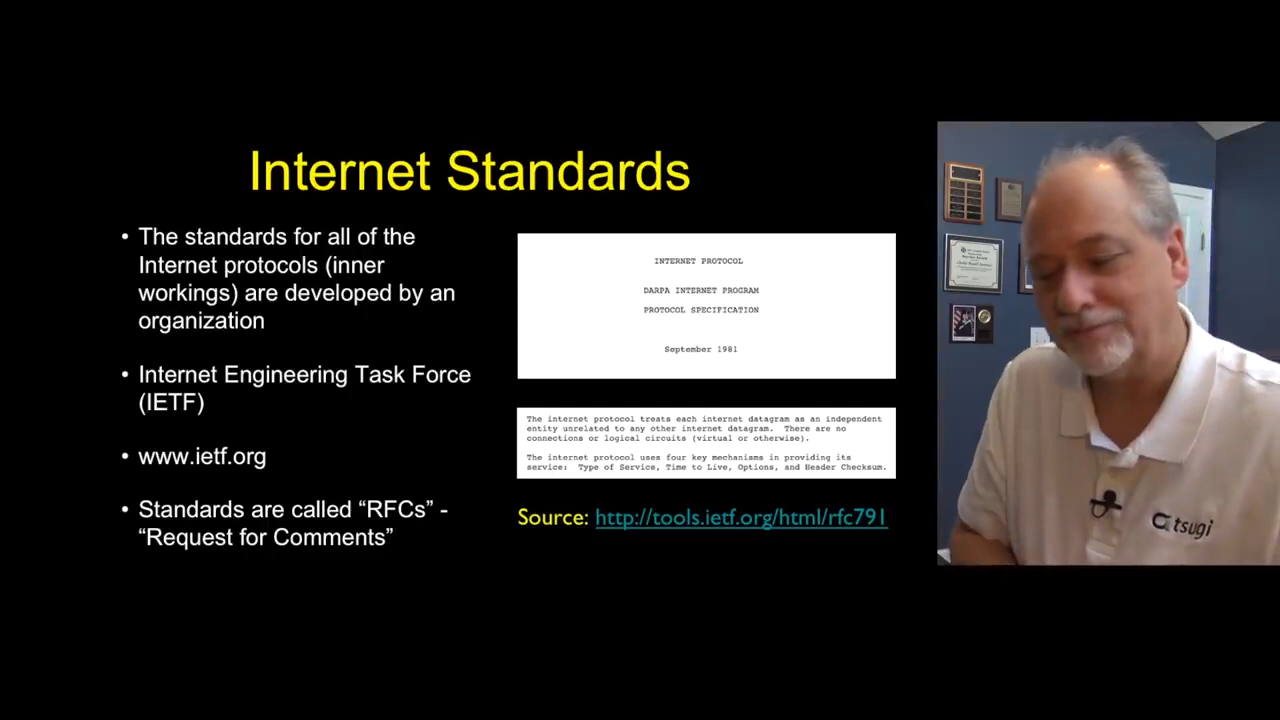 Internet Standards
• The standards for all of the
Internet protocols (inner
workings) are developed by an
organization
• Internet Engineering Task Force
(IETF)
• www.ietf.org
• Standards are called “RFCs” -
“Request for Comments”
INTERNET PROTOCOL
DARPA INTERNET PROGRAM
PROTOCOL SPECIFICATION
September 1981
The internet protocol treats each internet datagram as an independent
entity unrelated to any other internet datagram.  There are no
connections or logical circuits (virtual or otherwise).
The internet protocol uses four key mechanisms in providing its
service:  Type of Service, Time to Live, Options, and Header Checksum.
Source: http://tools.ietf.org/html/rfc791
tsugi